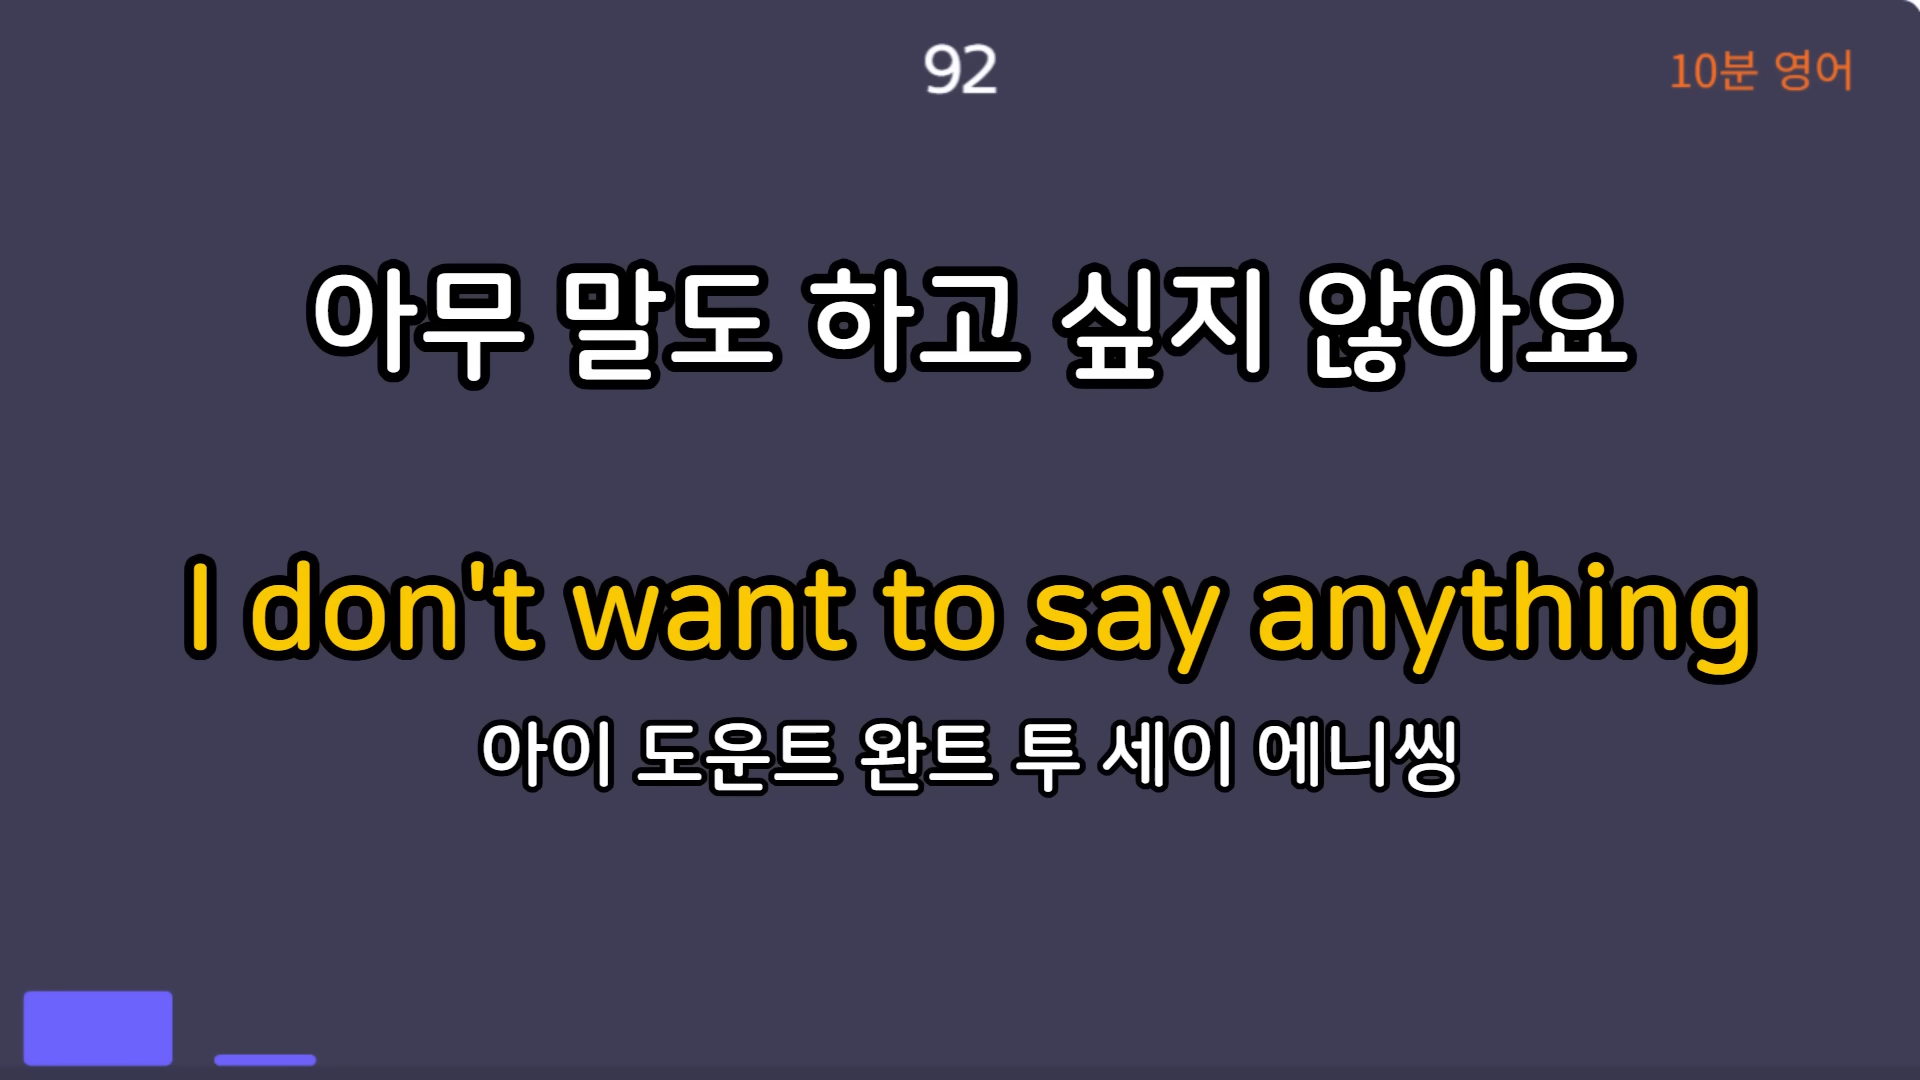 92
10분 영어
아무 말도 하고 싶지 않아요
I don't want to say anything
아이 도운트 완트 투 세이 에니씽